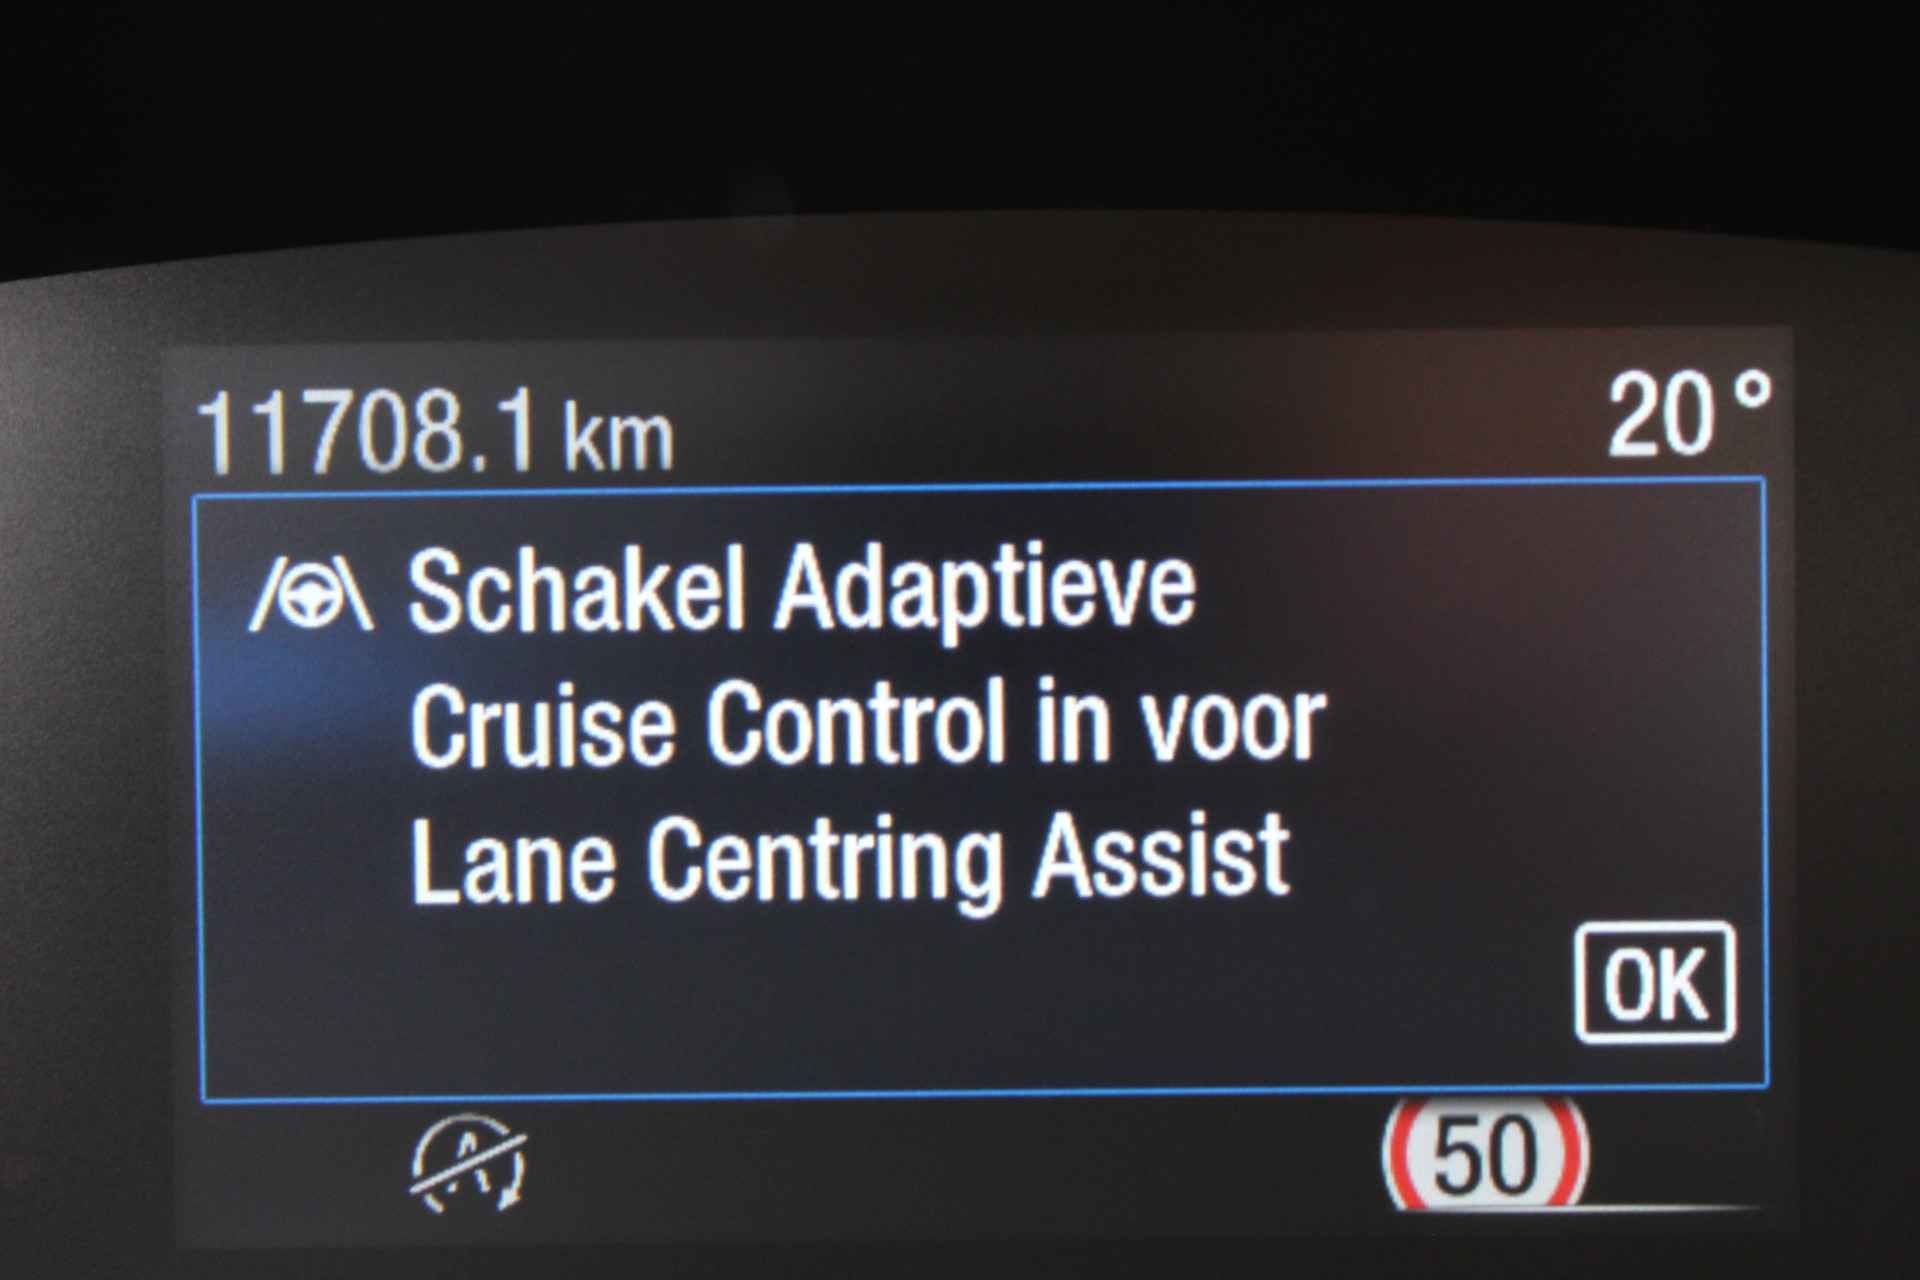 11708.1 km 20°
Schakel Adaptieve
Cruise Control in voor
Lane Centring Assist
OK
50